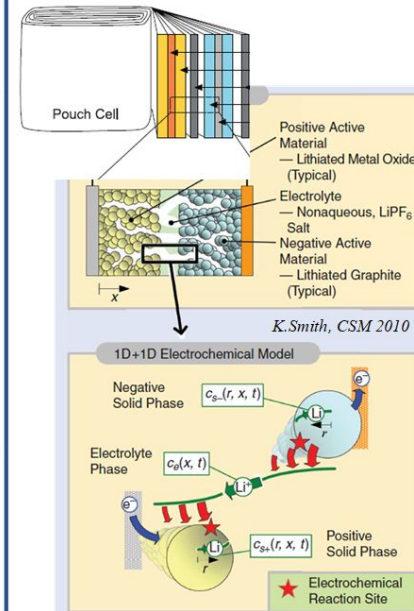 Pouch Cell
Positive Active
Material
— Lithiated Metal Oxide
(Typical)
Electrolyte
— Nonaqueous, LiPF6
Salt
Negative Active
Material
— Lithiated Graphite
(Typical)
x
K.Smith, CSM 2010
1D+1D Electrochemical Model
e−
Negative
Solid Phase
cs−(r, x, t)
Li
r
Electrolyte
Phase
ce(x, t)
Li+
e−
Li
r
cs+(r, x, t)
Positive
Solid Phase
Electrochemical
Reaction Site